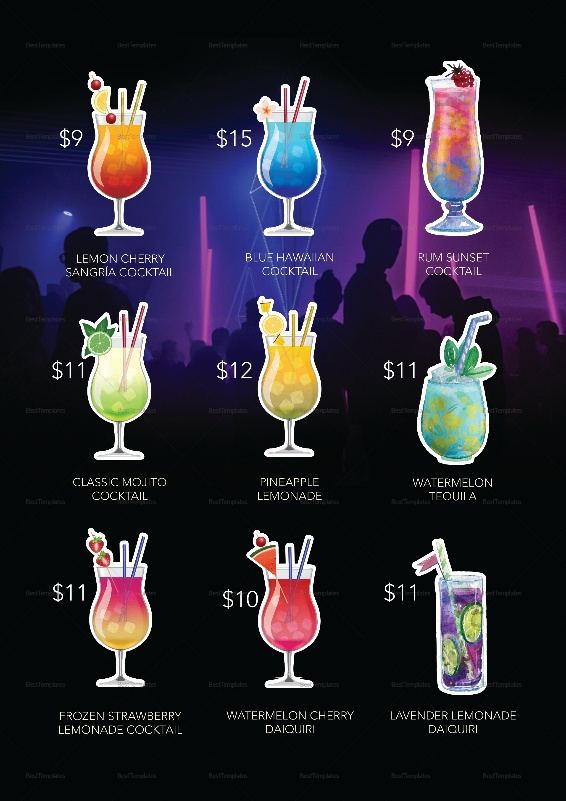 $9
$15
$9
LEMON CHERRY
SANGRÍA COCKTAIL
BLUE HAWAIIAN
COCKTAIL
RUM SUNSET
COCKTAIL
$11
$12
$11
CLASSIC MOJITO
COCKTAIL
PINEAPPLE
LEMONADE
WATERMELON
TEQUILA
$11
$10
$11
FROZEN STRAWBERRY
LEMONADE COCKTAIL
WATERMELON CHERRY
DAIQUIRI
LAVENDER LEMONADE
DAIQUIRI
BestTemplates